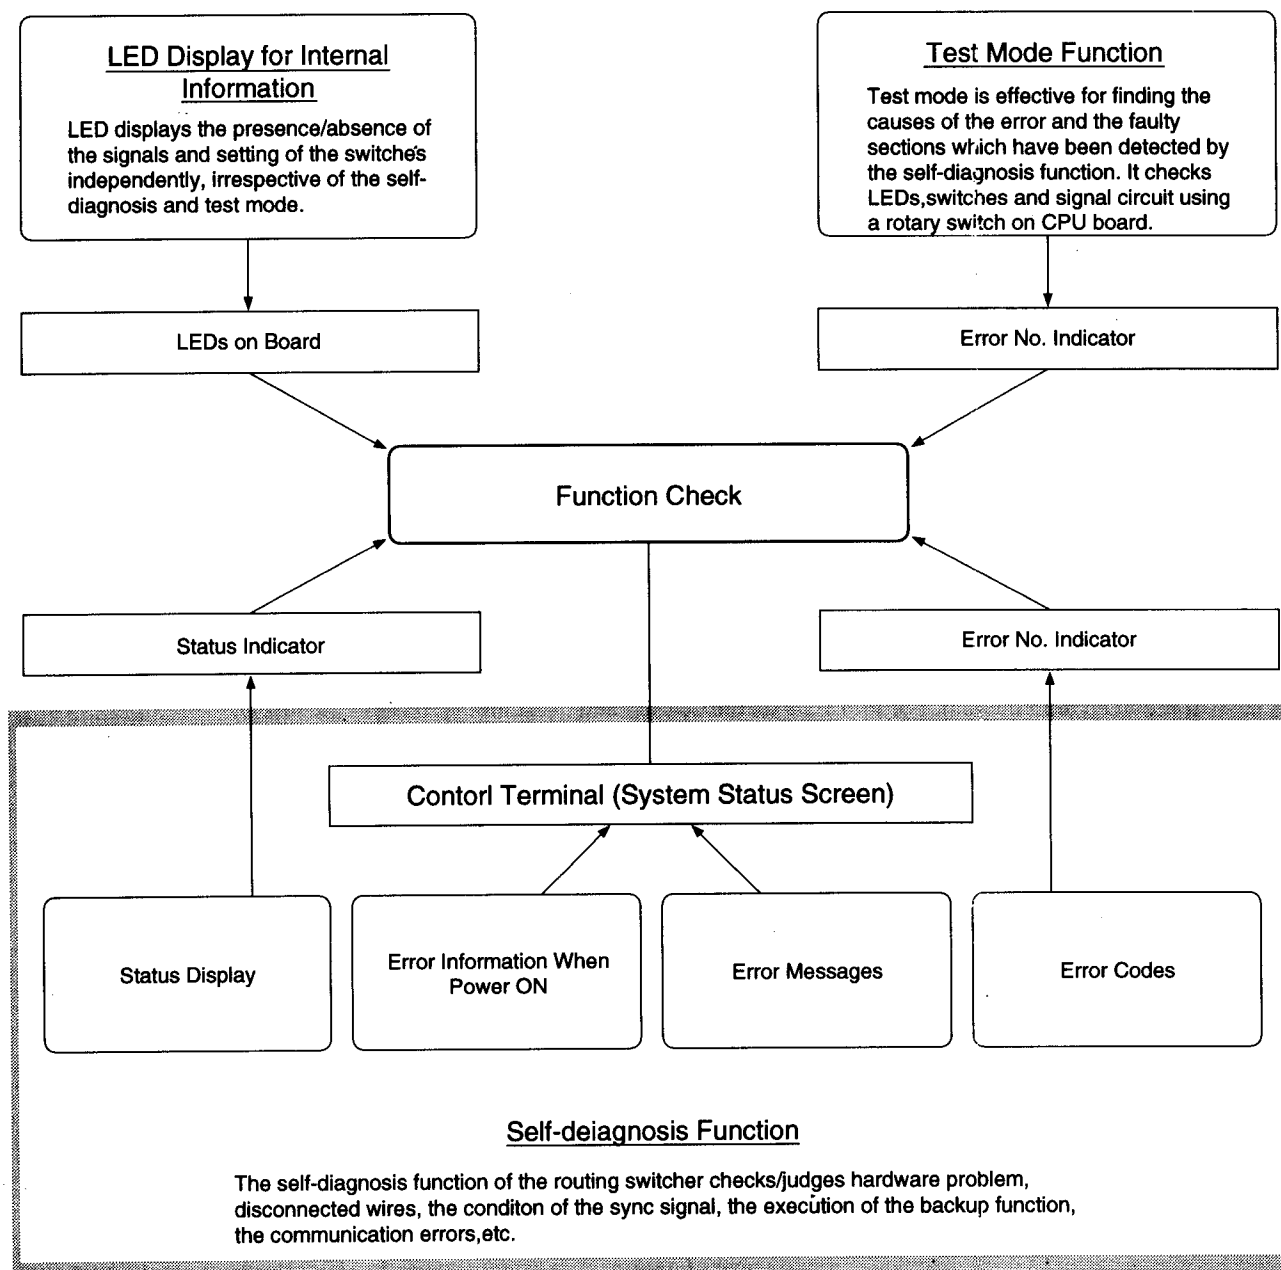 LED Display for Internal
Information
LED displays the presence/absence of
the signals and setting of the switches
independently, irrespective of the self-
diagnosis and test mode.
Test Mode Function
Test mode is effective for finding the
causes of the error and the faulty
sections which have been detected by
the self-diagnosis function. It checks
LEDs,switches and signal circuit using
a rotary switch on CPU board.
LEDs on Board
Error No. Indicator
Function Check
Status Indicator
Error No. Indicator
Contorl Terminal (System Status Screen)
Status Display
Error Information When
Power ON
Error Messages
Error Codes
Self-deiagnosis Function
The self-diagnosis function of the routing switcher checks/judges hardware problem,
disconnected wires, the conditon of the sync signal, the execution of the backup function,
the communication errors,etc.